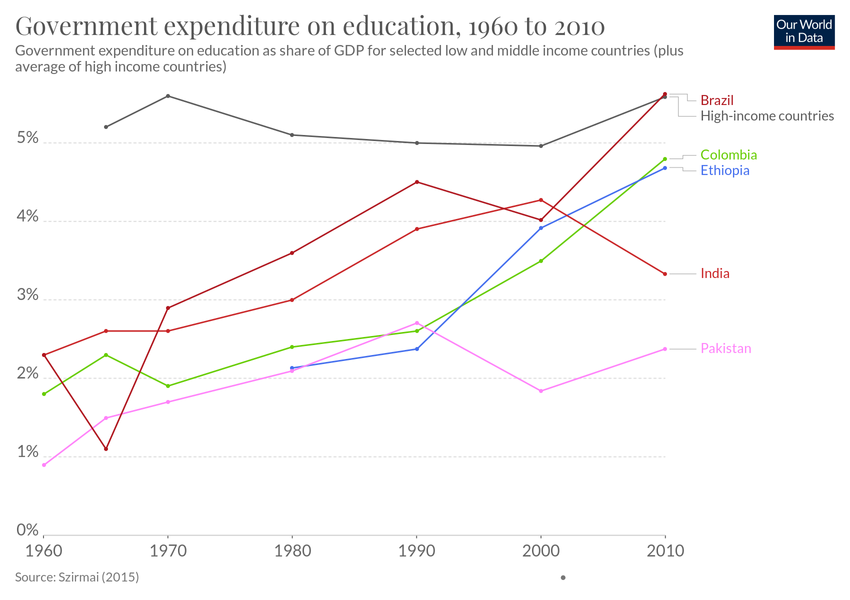 Government expenditure on education, 1960 to 2010
Our World
in Data
Government expenditure on education as share of GDP for selected low and middle income countries (plus
average of high income countries)
Brazil
High-income countries
5%
Colombia
Ethiopia
4%
India
3%
Pakistan
2%
1%
0%
1960 1970 1980 1990 2000 2010
Source: Szirmai (2015)